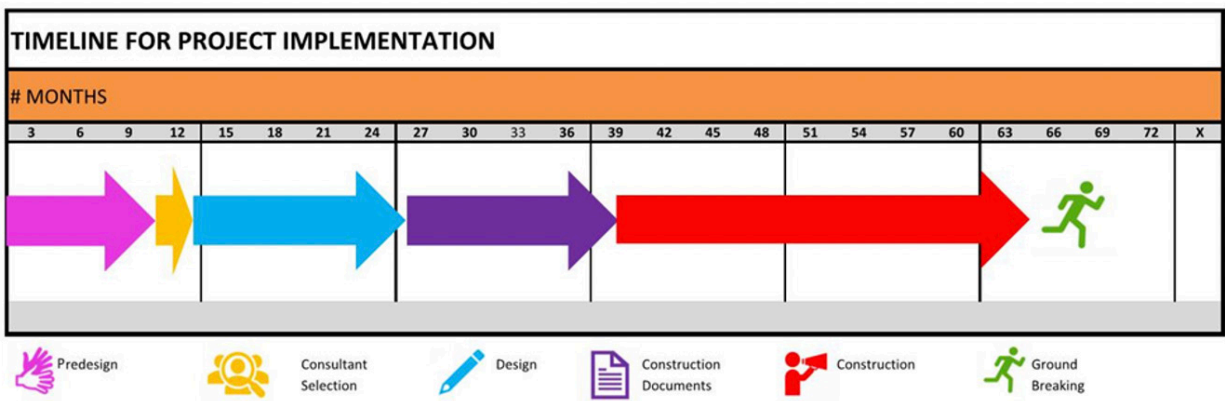 TIMELINE FOR PROJECT IMPLEMENTATION
# MONTHS
3 6 9 12 15 18 21 24 27 30 33 36 39 42 45 48 51 54 57 60 63 66 69 72 X
Predesign
Consultant
Selection
Design
Construction
Documents
Construction
Ground
Breaking